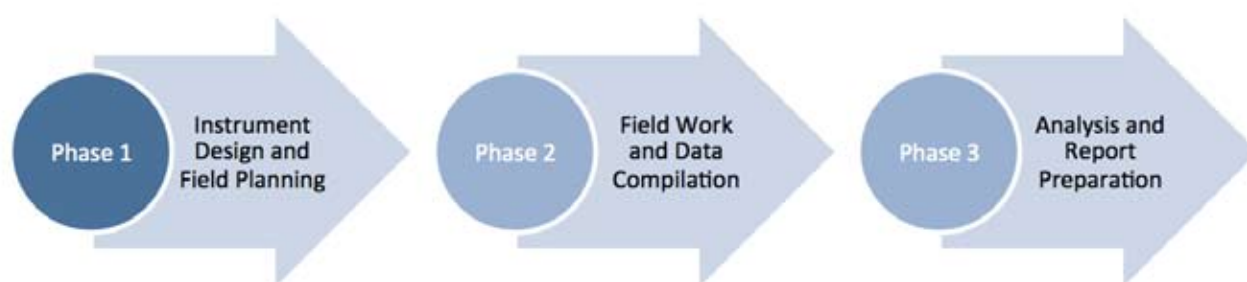 Phase 1
Instrument
Design and
Field Planning
Phase 2
Field Work
and Data
Compilation
Phase 3
Analysis and
Report
Preparation